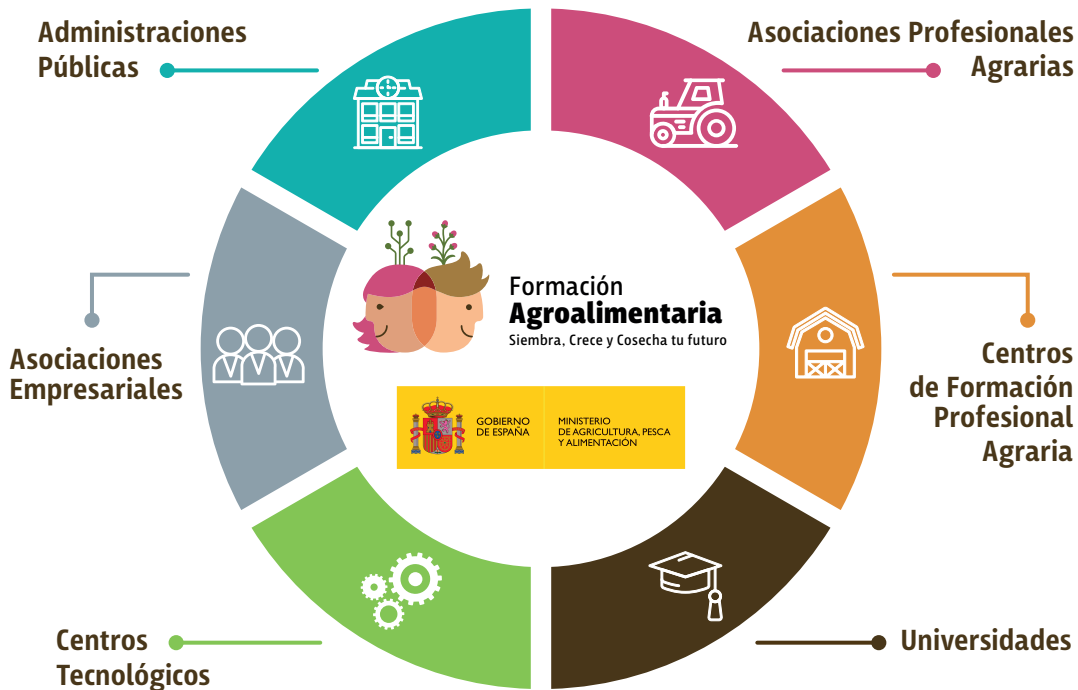 Administraciones
Públicas
Asociaciones Profesionales
Agrarias
Formación
Agroalimentaria
Siembra, Crece y Cosecha tu futuro
Asociaciones
Empresariales
Centros
de Formación
Profesional
Agraria
GOBIERNO
DE ESPAÑA
MINISTERIO
DE AGRICULTURA, PESCA
Y ALIMENTACIÓN
Centros
Tecnológicos
Universidades